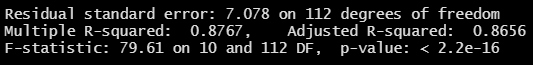 Residual standard error: 7.078 on 112 degrees of freedom
Multiple R-squared:  0.8767,    Adjusted R-squared:  0.8656
F-statistic: 79.61 on 10 and 112 DF,  p-value: < 2.2e-16